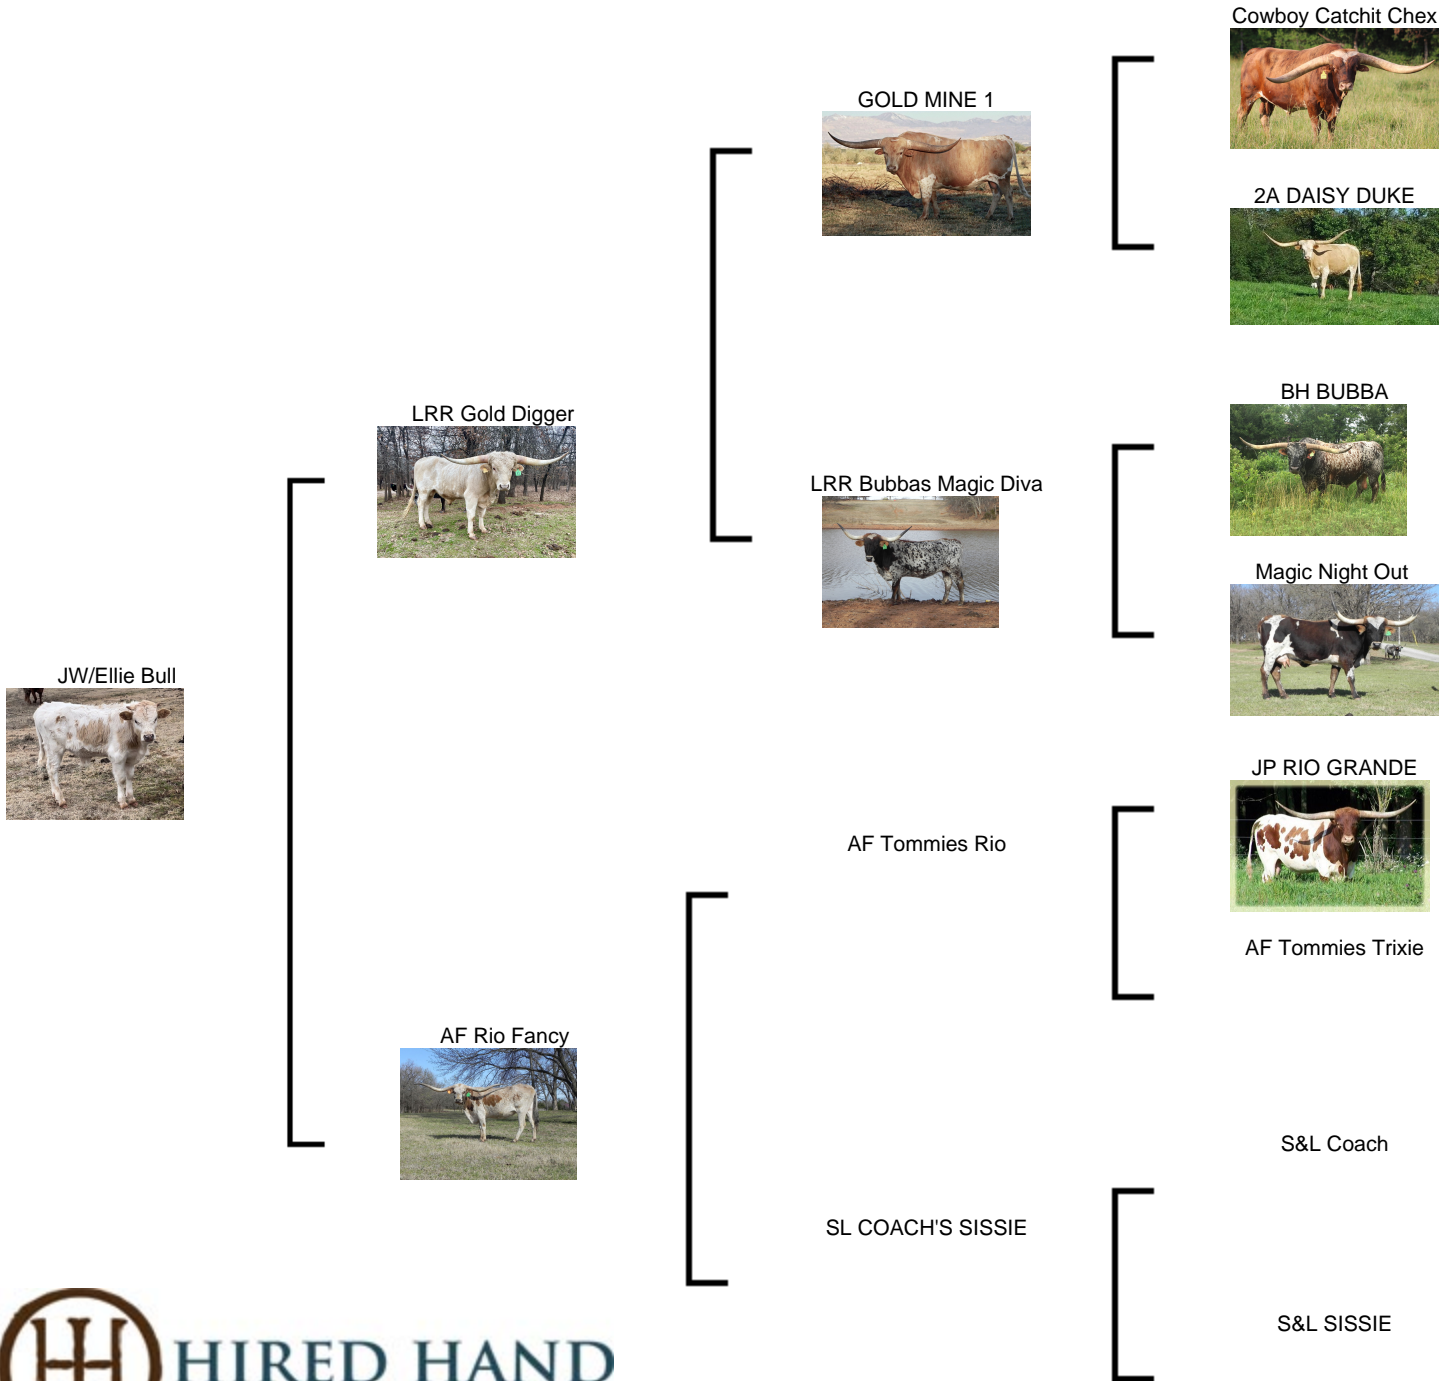 Cowboy Catchit Chex
GOLD MINE 1
2A DAISY DUKE
BH BUBBA
LRR Gold Digger
LRR Bubbas Magic Diva
Magic Night Out
JW/Ellie Bull
JP RIO GRANDE
AF Tommies Rio
AF Tommies Trixie
AF Rio Fancy
S&L Coach
SL COACH'S SISSIE
S&L SISSIE
HIRED HAND